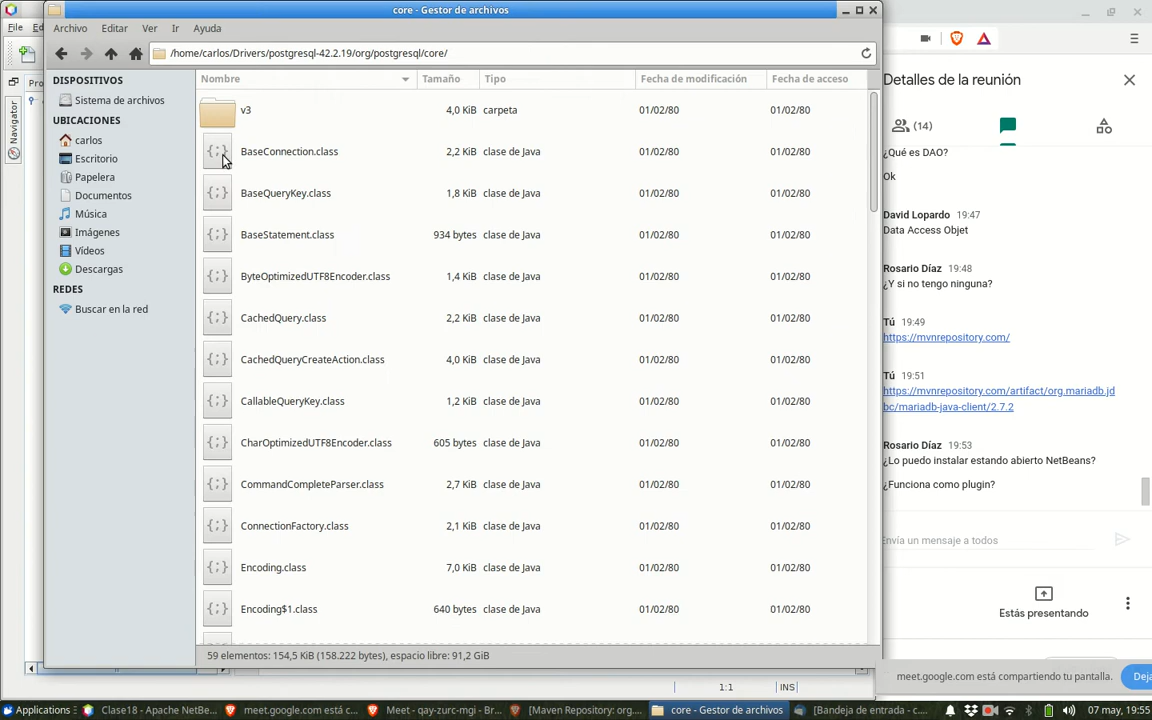 core - Gestor de archivos
File Ed
Archivo Editar Ver Ir Ayuda
/home/carlos/Drivers/postgresql-42.2.19/org/postgresql/core/
DISPOSITIVOS
Sistema de archivos
UBICACIONES
carlos
Escritorio
Papelera
Documentos
Música
Imágenes
Vídeos
Descargas
REDES
Buscar en la red
Pro
Navigator
Nombre Tamaño Tipo Fecha de modificación Fecha de acceso
v3 4,0 KiB carpeta 01/02/80 01/02/80
BaseConnection.class 2,2 KiB clase de Java 01/02/80 01/02/80
BaseQueryKey.class 1,8 KiB clase de Java 01/02/80 01/02/80
BaseStatement.class 934 bytes clase de Java 01/02/80 01/02/80
ByteOptimizedUTF8Encoder.class 1,4 KiB clase de Java 01/02/80 01/02/80
CachedQuery.class 2,2 KiB clase de Java 01/02/80 01/02/80
CachedQueryCreateAction.class 4,0 KiB clase de Java 01/02/80 01/02/80
CallableQueryKey.class 1,2 KiB clase de Java 01/02/80 01/02/80
CharOptimizedUTF8Encoder.class 605 bytes clase de Java 01/02/80 01/02/80
CommandCompleteParser.class 2,7 KiB clase de Java 01/02/80 01/02/80
ConnectionFactory.class 2,1 KiB clase de Java 01/02/80 01/02/80
Encoding.class 7,0 KiB clase de Java 01/02/80 01/02/80
Encoding$1.class 640 bytes clase de Java 01/02/80 01/02/80
59 elementos: 154,5 KiB (158.222 bytes), espacio libre: 91,2 GiB
Detalles de la reunión
(14)
¿Qué es DAO?
Ok
David Lopardo 19:47
Data Access Objet
Rosario Díaz 19:48
¿Y si no tengo ninguna?
Tú 19:49
https://mvnrepository.com/
Tú 19:51
https://mvnrepository.com/artifact/org.mariadb.jd
bc/mariadb-java-client/2.7.2
Rosario Díaz 19:53
¿Lo puedo instalar estando abierto NetBeans?
¿Funciona como plugin?
Envía un mensaje a todos
Estás presentando
meet.google.com está compartiendo tu pantalla. Deja
1:1 INS
Applications Clase18 - Apache NetBe... meet.google.com está c... Meet - qay-zurc-mgi - Br... [Maven Repository: org.... core - Gestor de archivos [Bandeja de entrada - c... 07 may, 19:55